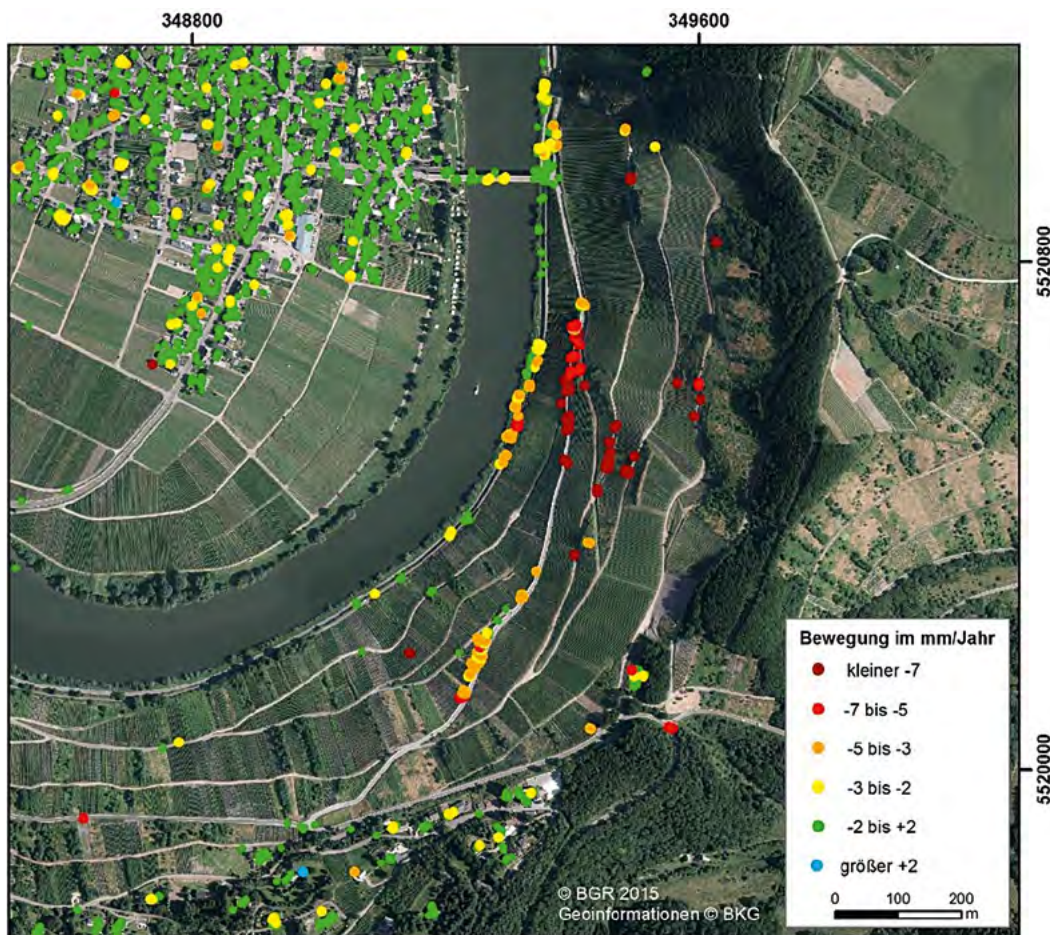 348800
349600
5520800
5520000
Bewegung im mm/Jahr
kleiner -7
-7 bis -5
-5 bis -3
-3 bis -2
-2 bis +2
größer +2
0 100 200
m
© BGR 2015
Geoinformationen © BKG